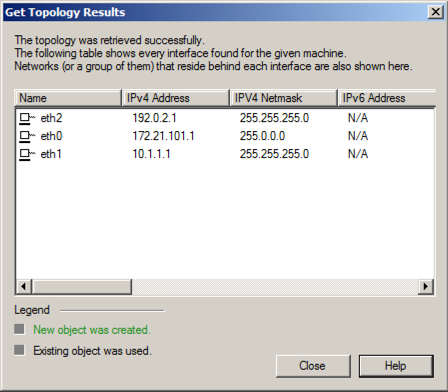 Get Topology Results
The topology was retrieved successfully.
The following table shows every interface found for the given machine.
Networks (or a group of them) that reside behind each interface are also shown here.
Name IPv4 Address IPV4 Netmask IPv6 Address
eth2 192.0.2.1 255.255.255.0 N/A
eth0 172.21.101.1 255.0.0.0 N/A
eth1 10.1.1.1 255.255.255.0 N/A
Legend
New object was created.
Existing object was used.
Close Help